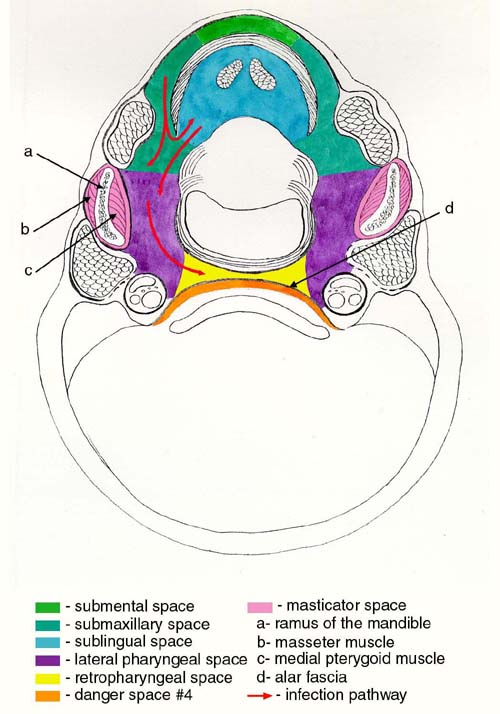 a
b
c
d
- submental space
- submaxillary space
- sublingual space
- lateral pharyngeal space
- retropharyngeal space
- danger space #4
- masticator space
a- ramus of the mandible
b- masseter muscle
c- medial pterygoid muscle
d- alar fascia
- infection pathway